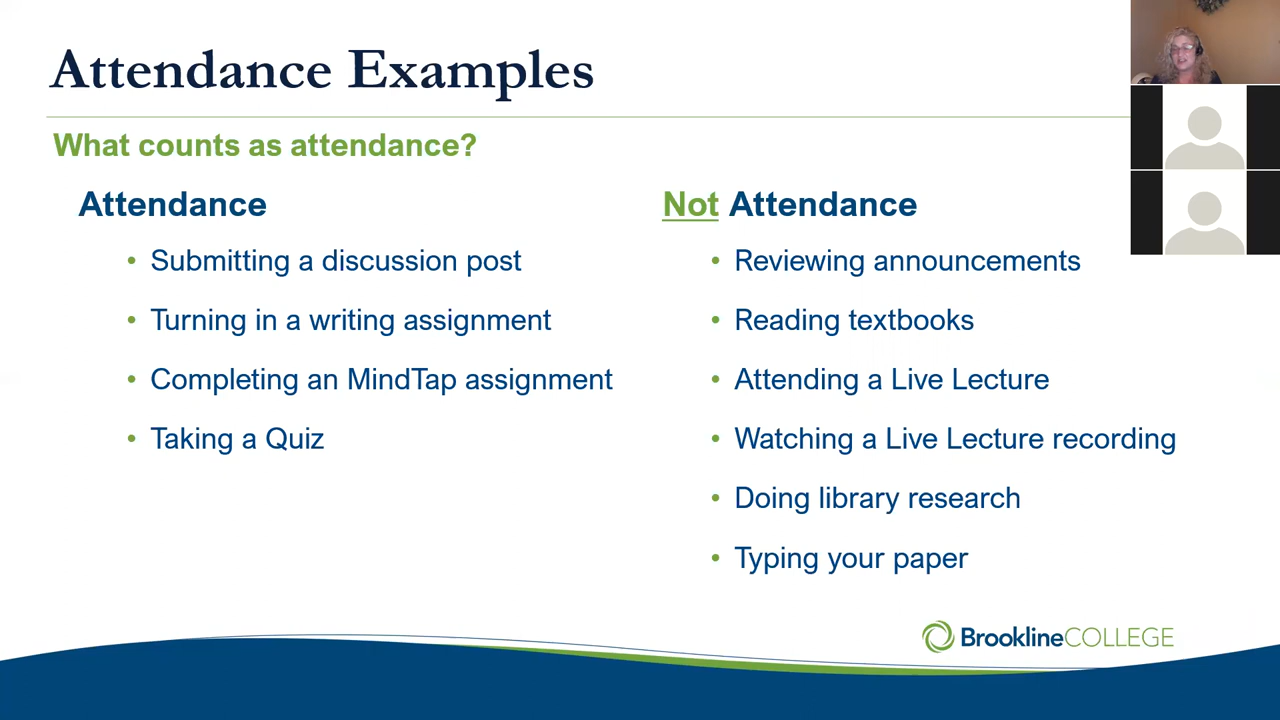 Attendance Examples
What counts as attendance?
Attendance
• Submitting a discussion post
• Turning in a writing assignment
• Completing an MindTap assignment
• Taking a Quiz
Not Attendance
• Reviewing announcements
• Reading textbooks
• Attending a Live Lecture
• Watching a Live Lecture recording
• Doing library research
• Typing your paper
BrooklineCOLLEGE